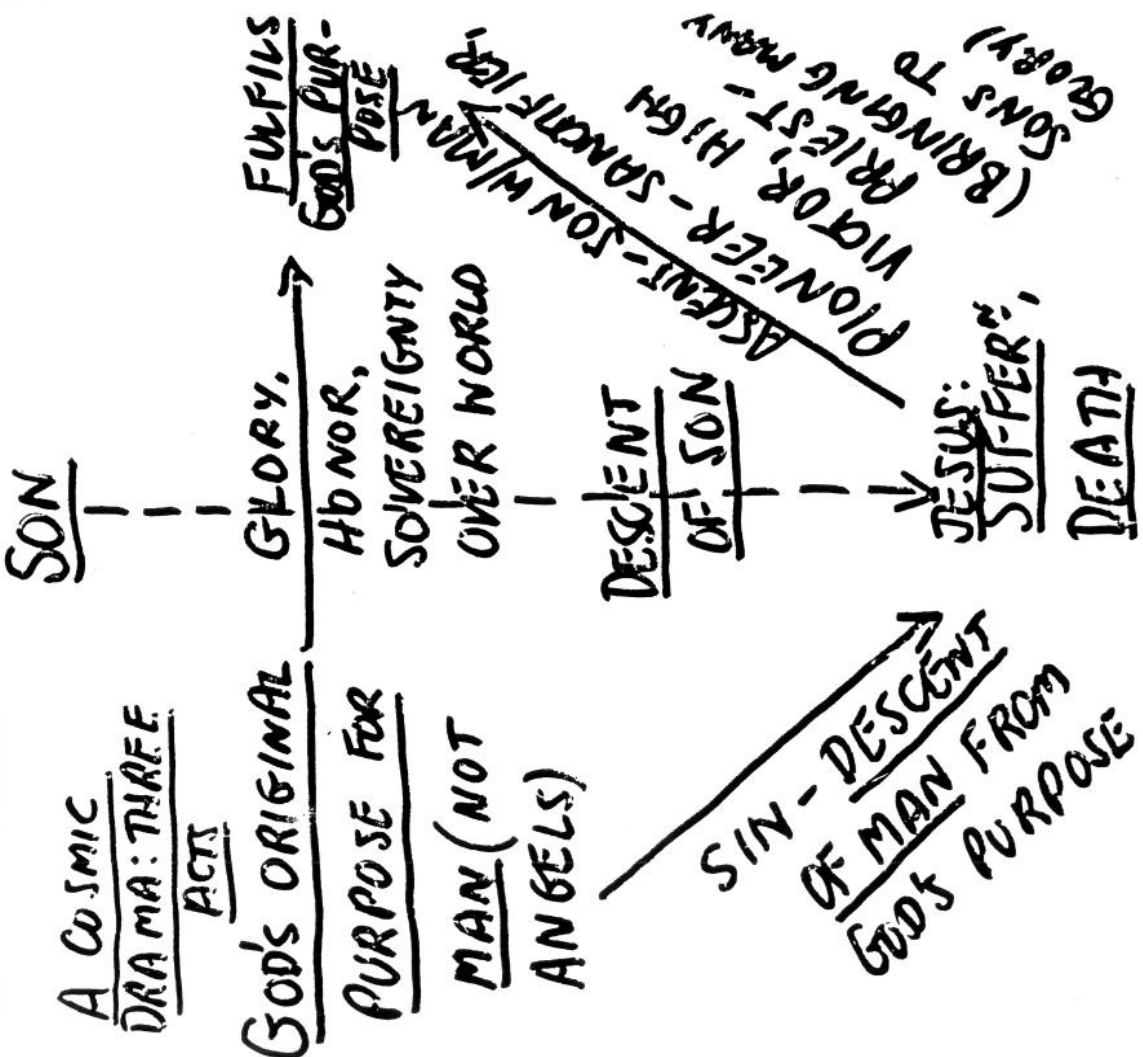 A COSMIC
DRAMA: THREE
ACTS
SON
GOD'S ORIGINAL
PURPOSE FOR
MAN (NOT
ANGELS)
GLORY,
HONOR,
SOVEREIGNTY
OVER WORLD
FULFILS
GOD'S PUR-
POSE
DESCENT
OF SON
SIN - DESCENT
OF MAN FROM
GOD'S PURPOSE
JESUS:
SUFFER'N',
DEATH
ASCENT - SON W/MAN
PIONEER - SANCTIFIER,
VICTOR, HIGH
PRIEST -
(BRINGING MANY
SONS TO
GLORY)